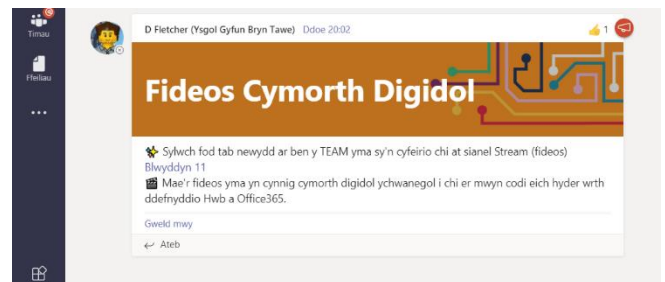 D Fletcher (Ysgol Gyfun Bryn Tawe) Ddoe 20:02
1
Timau
Ffeiliau
Fideos Cymorth Digidol
Sylwch fod tab newydd ar ben y TEAM yma sy'n cyfeirio chi at sianel Stream (fideos)
Blwyddyn 11
Mae'r fideos yma yn cynnig cymorth digidol ychwanegol i chi er mwyn codi eich hyder wrth
ddefnyddio Hwb a Office365.
Gweld mwy
Ateb